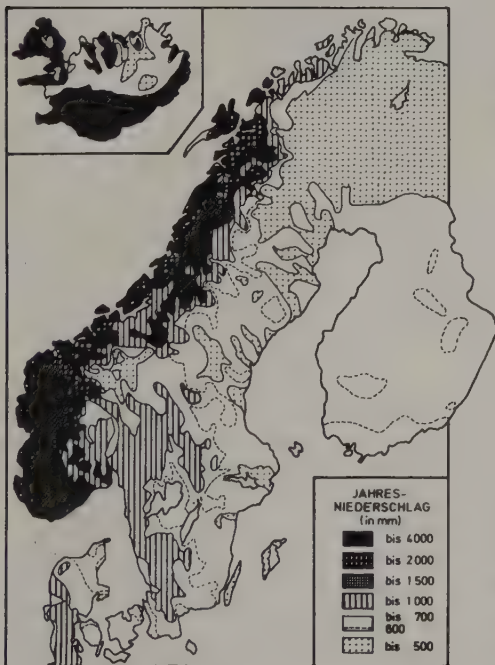 JAHRES-
NIEDERSCHLAG
(in mm)
bis 4000
bis 2000
bis 1500
bis 1000
bis 700
600
bis 500